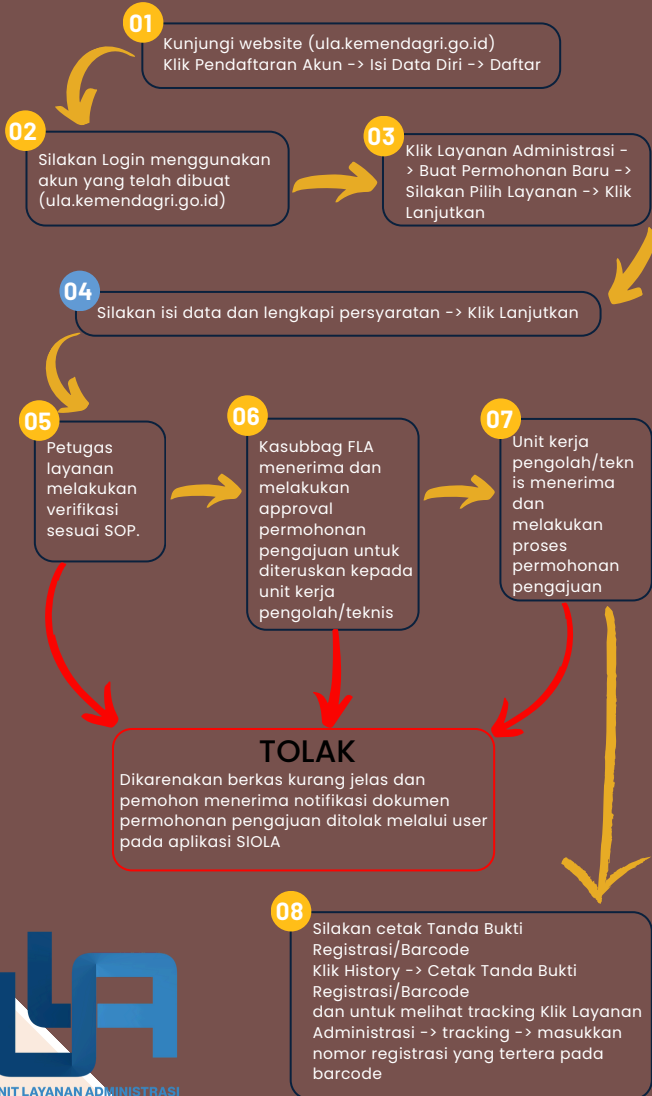 01
Kunjungi website (ula.kemendagri.go.id)
Klik Pendaftaran Akun -> Isi Data Diri -> Daftar
02
Silakan Login menggunakan
akun yang telah dibuat
(ula.kemendagri.go.id)
03
Klik Layanan Administrasi -
> Buat Permohonan Baru ->
Silakan Pilih Layanan -> Klik
Lanjutkan
04
Silakan isi data dan lengkapi persyaratan -> Klik Lanjutkan
05
Petugas
layanan
melakukan
verifikasi
sesuai SOP.
06
Kasubbag FLA
menerima dan
melakukan
approval
permohonan
pengajuan untuk
diteruskan kepada
unit kerja
pengolah/teknis
07
Unit kerja
pengolah/tekn
is menerima
dan
melakukan
proses
permohonan
pengajuan
TOLAK
Dikarenakan berkas kurang jelas dan
pemohon menerima notifikasi dokumen
permohonan pengajuan ditolak melalui user
pada aplikasi SIOLA
08
Silakan cetak Tanda Bukti
Registrasi/Barcode
Klik History -> Cetak Tanda Bukti
Registrasi/Barcode
dan untuk melihat tracking Klik Layanan
Administrasi -> tracking -> masukkan
nomor registrasi yang tertera pada
barcode
ULA
NIT LAYANAN ADMINISTRASI